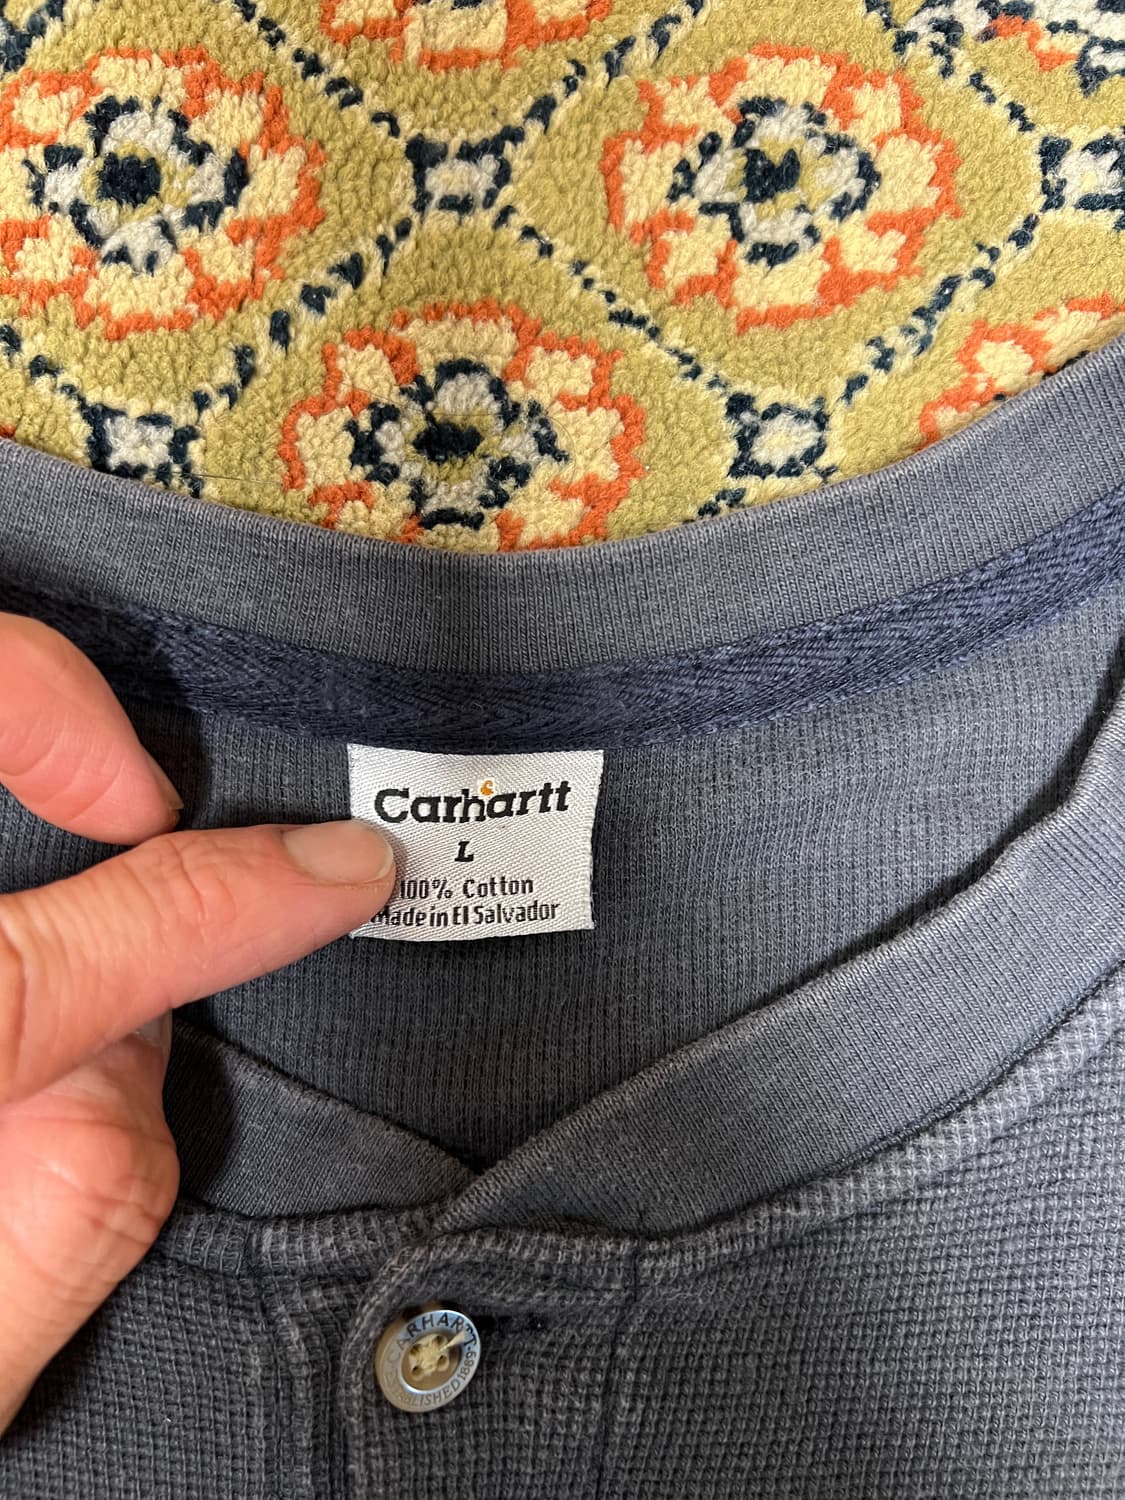 Carhartt
L
100% Cotton
Made in El Salvador
CARHARTT
ESTABLISHED 1889